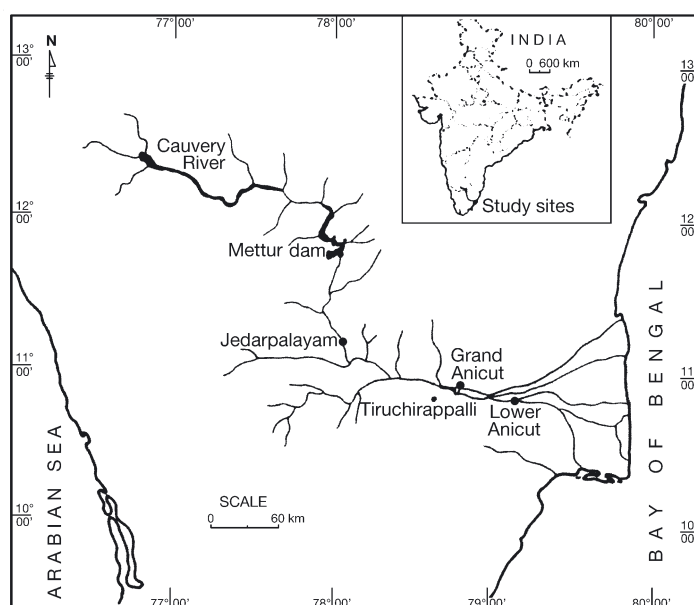 77°00'
78°00'
80°00'
13°
00'
N
INDIA
0 600 km
13
00
Cauvery
River
12°
00'
Study sites
12
00
Mettur dam
Jedarpalayam
11°
00'
Grand
Anicut
11
00
Tiruchirappalli
Lower
Anicut
BAY OF BENGAL
ARABIAN SEA
SCALE
0 60 km
10°
00'
10
00
77°00'
78°00'
79°00'
80°00'